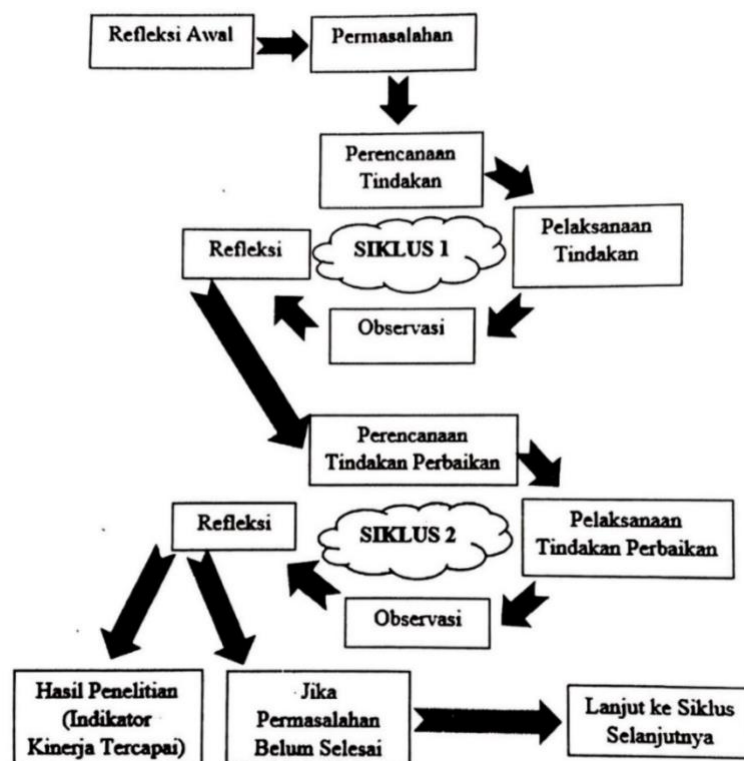 Refleksi Awal
Permasalahan
Perencanaan
Tindakan
Refleksi
SIKLUS 1
Pelaksanaan
Tindakan
Observasi
Perencanaan
Tindakan Perbaikan
Refleksi
SIKLUS 2
Pelaksanaan
Tindakan Perbaikan
Observasi
Hasil Penelitian
(Indikator
Kinerja Tercapai)
Jika
Permasalahan
Belum Selesai
Lanjut ke Siklus
Selanjutnya